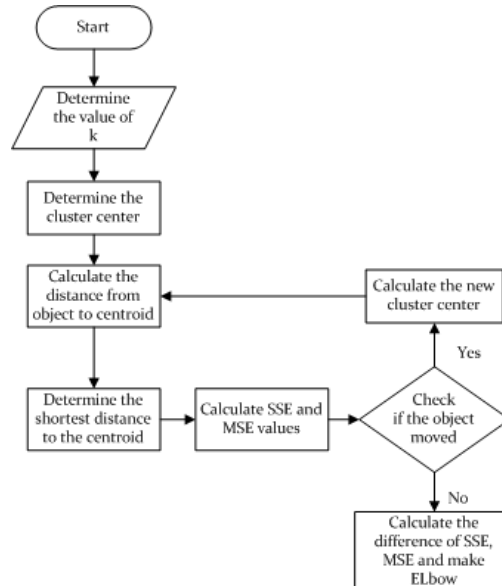 Start
Determine
the value of
k
Determine the
cluster center
Calculate the
distance from
object to centroid
Calculate the new
cluster center
Yes
Determine the
shortest distance
to the centroid
Calculate SSE and
MSE values
Check
if the object
moved
No
Calculate the
difference of SSE,
MSE and make
ELbow